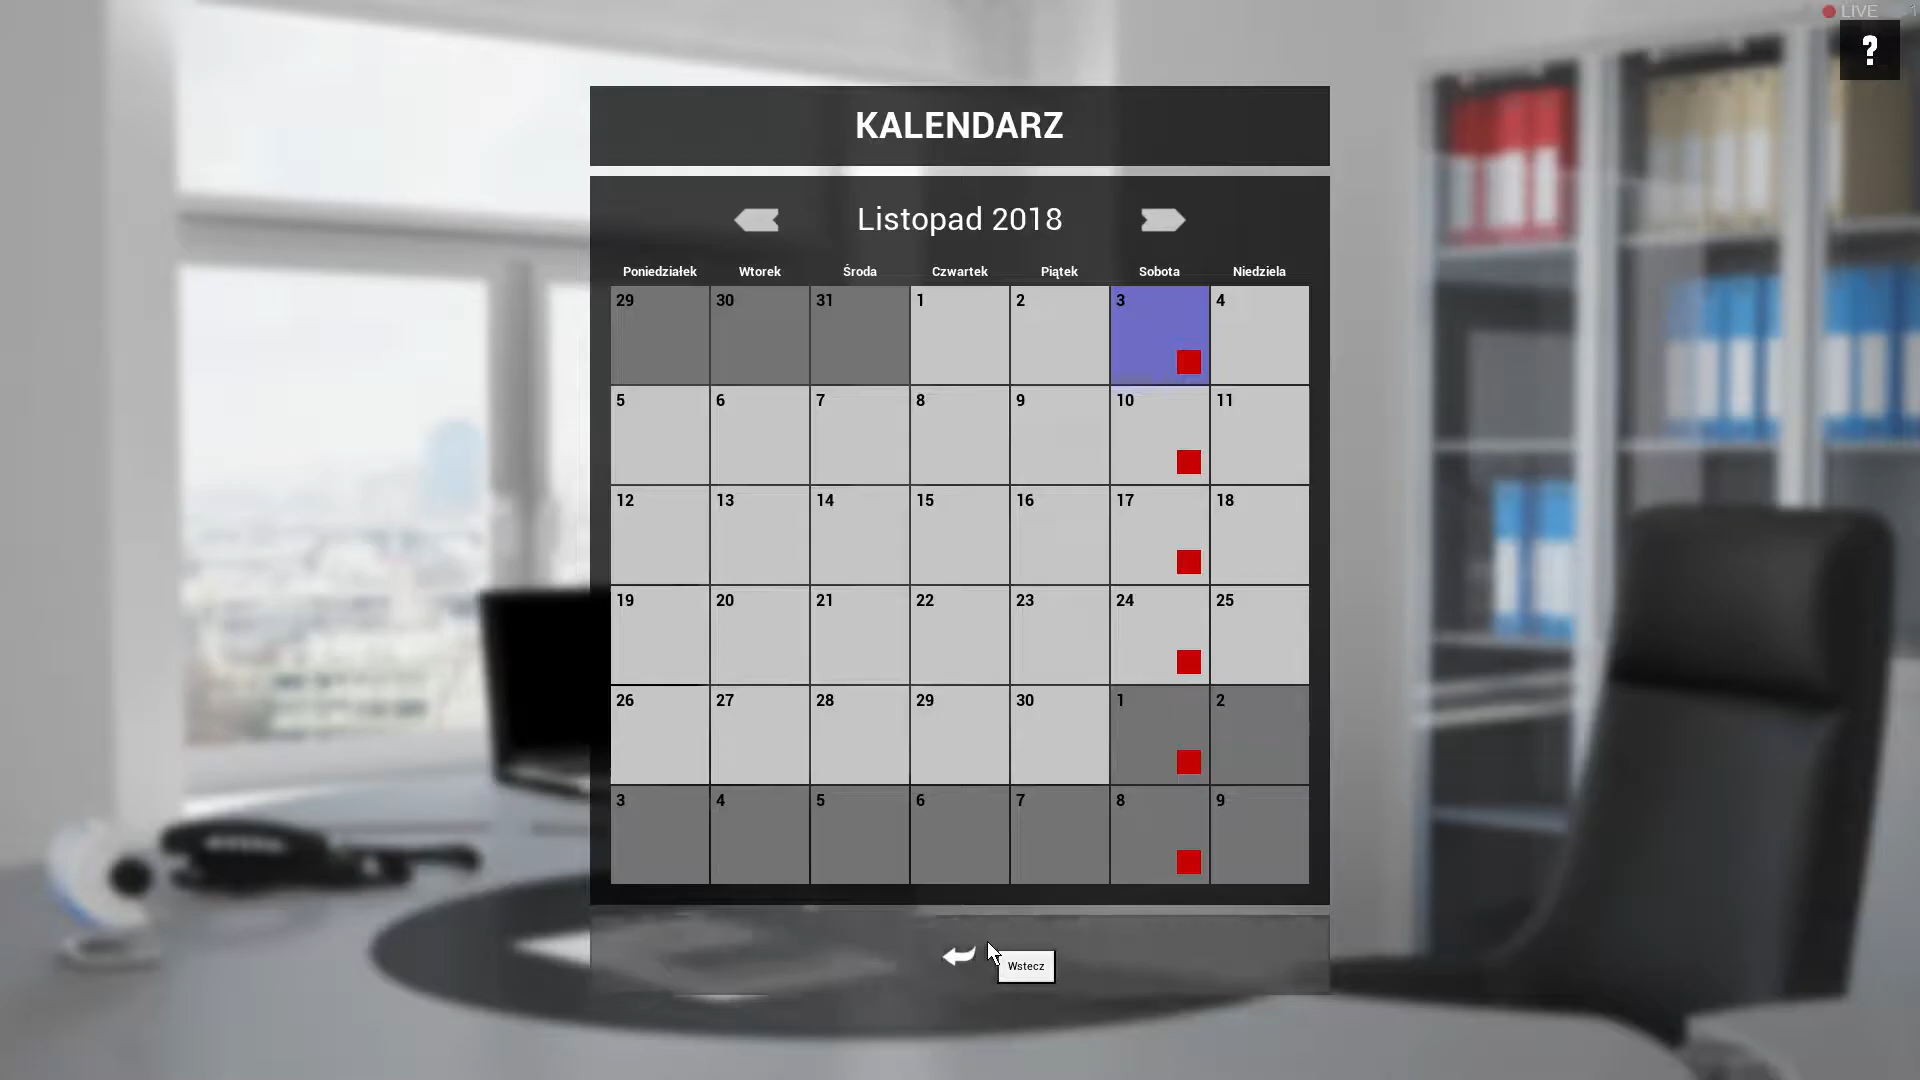 LIVE
?
KALENDARZ
Listopad 2018
Poniedziałek Wtorek Środa Czwartek Piątek Sobota Niedziela
29 30 31 1 2 3 4
5 6 7 8 9 10 11
12 13 14 15 16 17 18
19 20 21 22 23 24 25
26 27 28 29 30 1 2
3 4 5 6 7 8 9
Wstecz